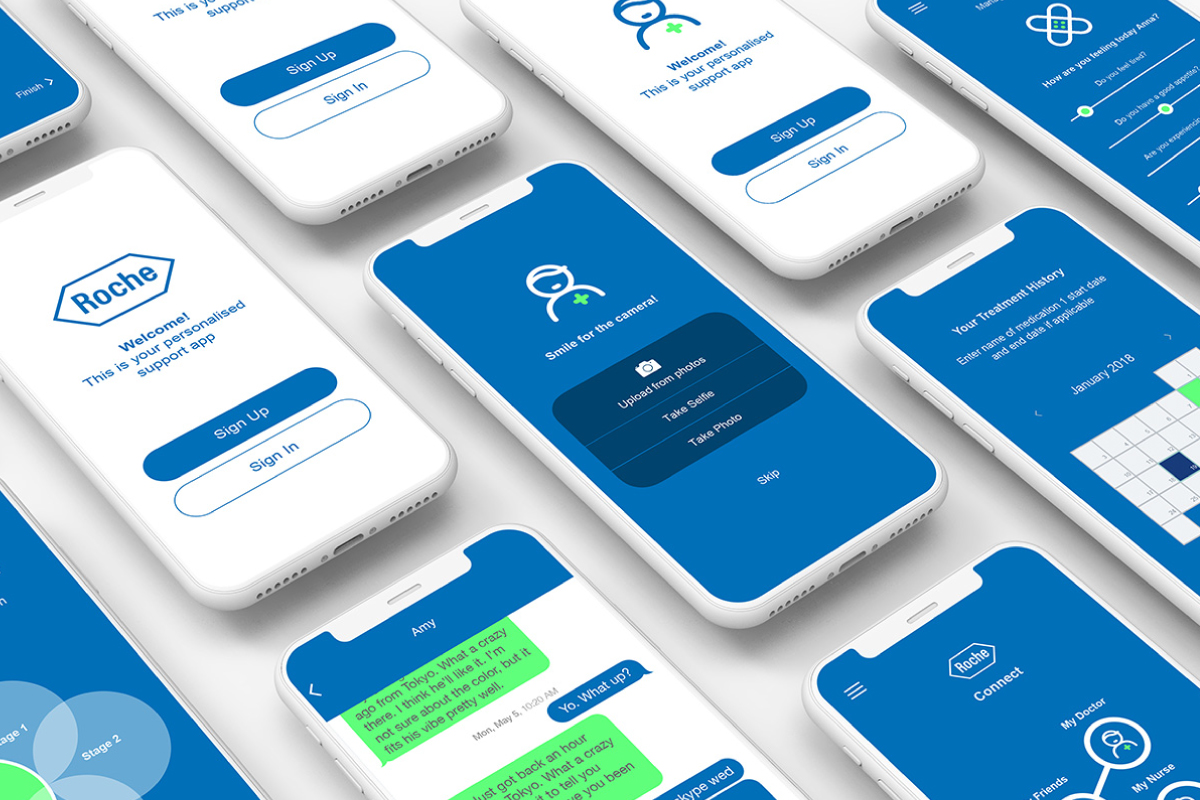 Finish >
This is your personalised
Sign Up
Sign In
Welcome!
This is your personalised
support app
Sign Up
Sign In
How are you feeling today Anna?
Do you feel tired?
Do you have a good appetite?
Are you experiencing
Roche
Welcome!
This is your personalised
support app
Sign Up
Sign In
Smile for the camera!
Upload from photos
Take Selfie
Take Photo
Skip
Your Treatment History
Enter name of medication 1 start date
and end date if applicable
January 2018
Stage 1
Stage 2
Amy
ago from Tokyo. What a crazy
there. I think he'll like it. I'm
not sure about the color, but it
fits his vibe pretty well.
Mon, May 5, 10:20 AM
Yo. What up?
Just got back an hour
Tokyo. What a crazy
it to tell you
ve you been
skype wed
Roche
Connect
My Doctor
Friends
My Nurse